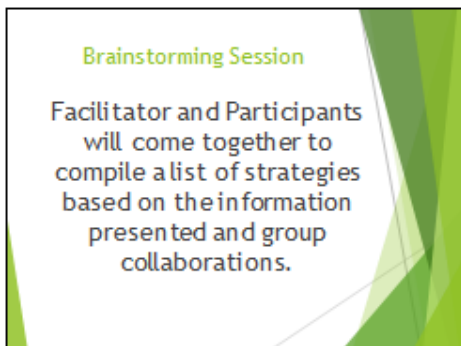 Brainstorming Session
Facilitator and Participants
will come together to
compile a list of strategies
based on the information
presented and group
collaborations.